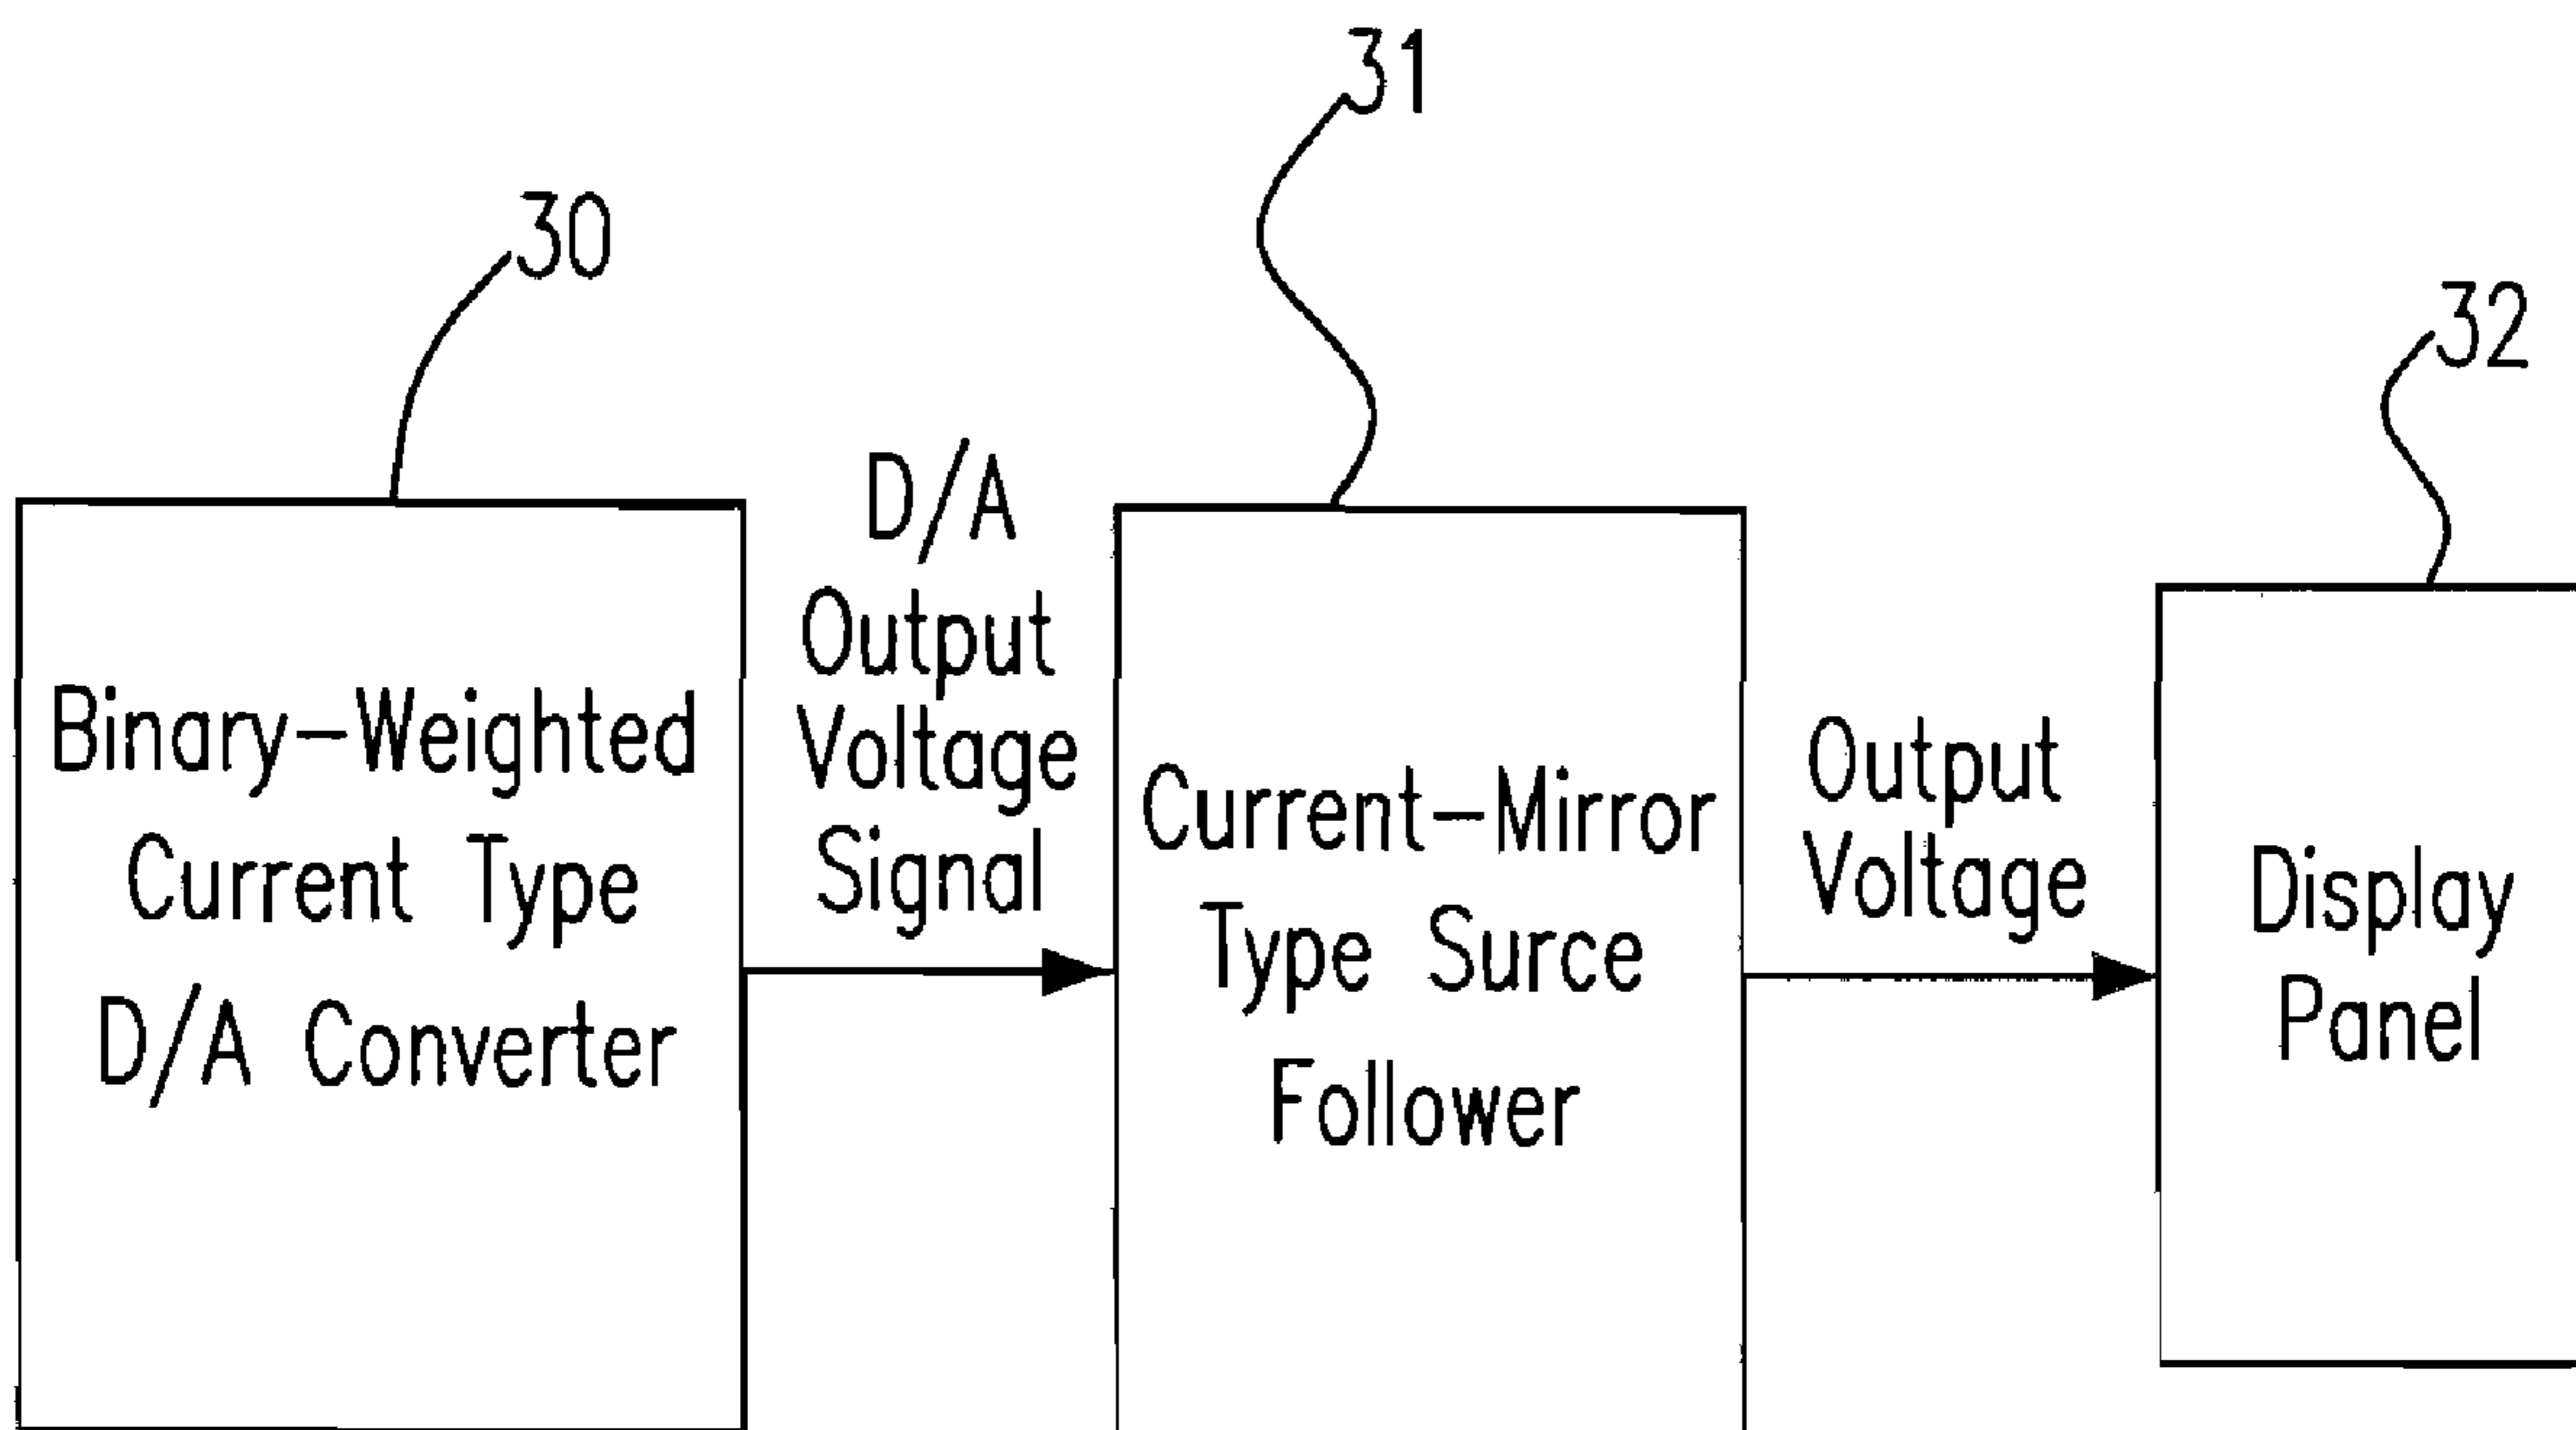 31
30
32
D/A
Output
Voltage
Signal
Binary-Weighted
Current Type
D/A Converter
Current-Mirror
Type Surce
Follower
Output
Voltage
Display
Panel